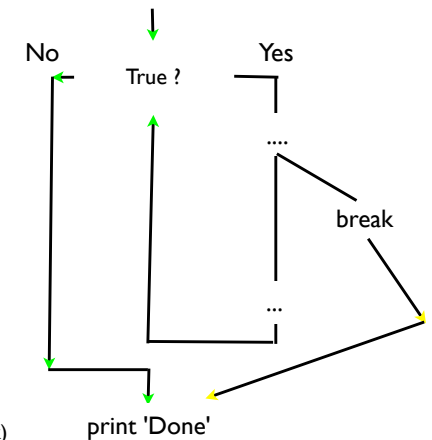 No
Yes
True ?
....
break
...
print 'Done'
)